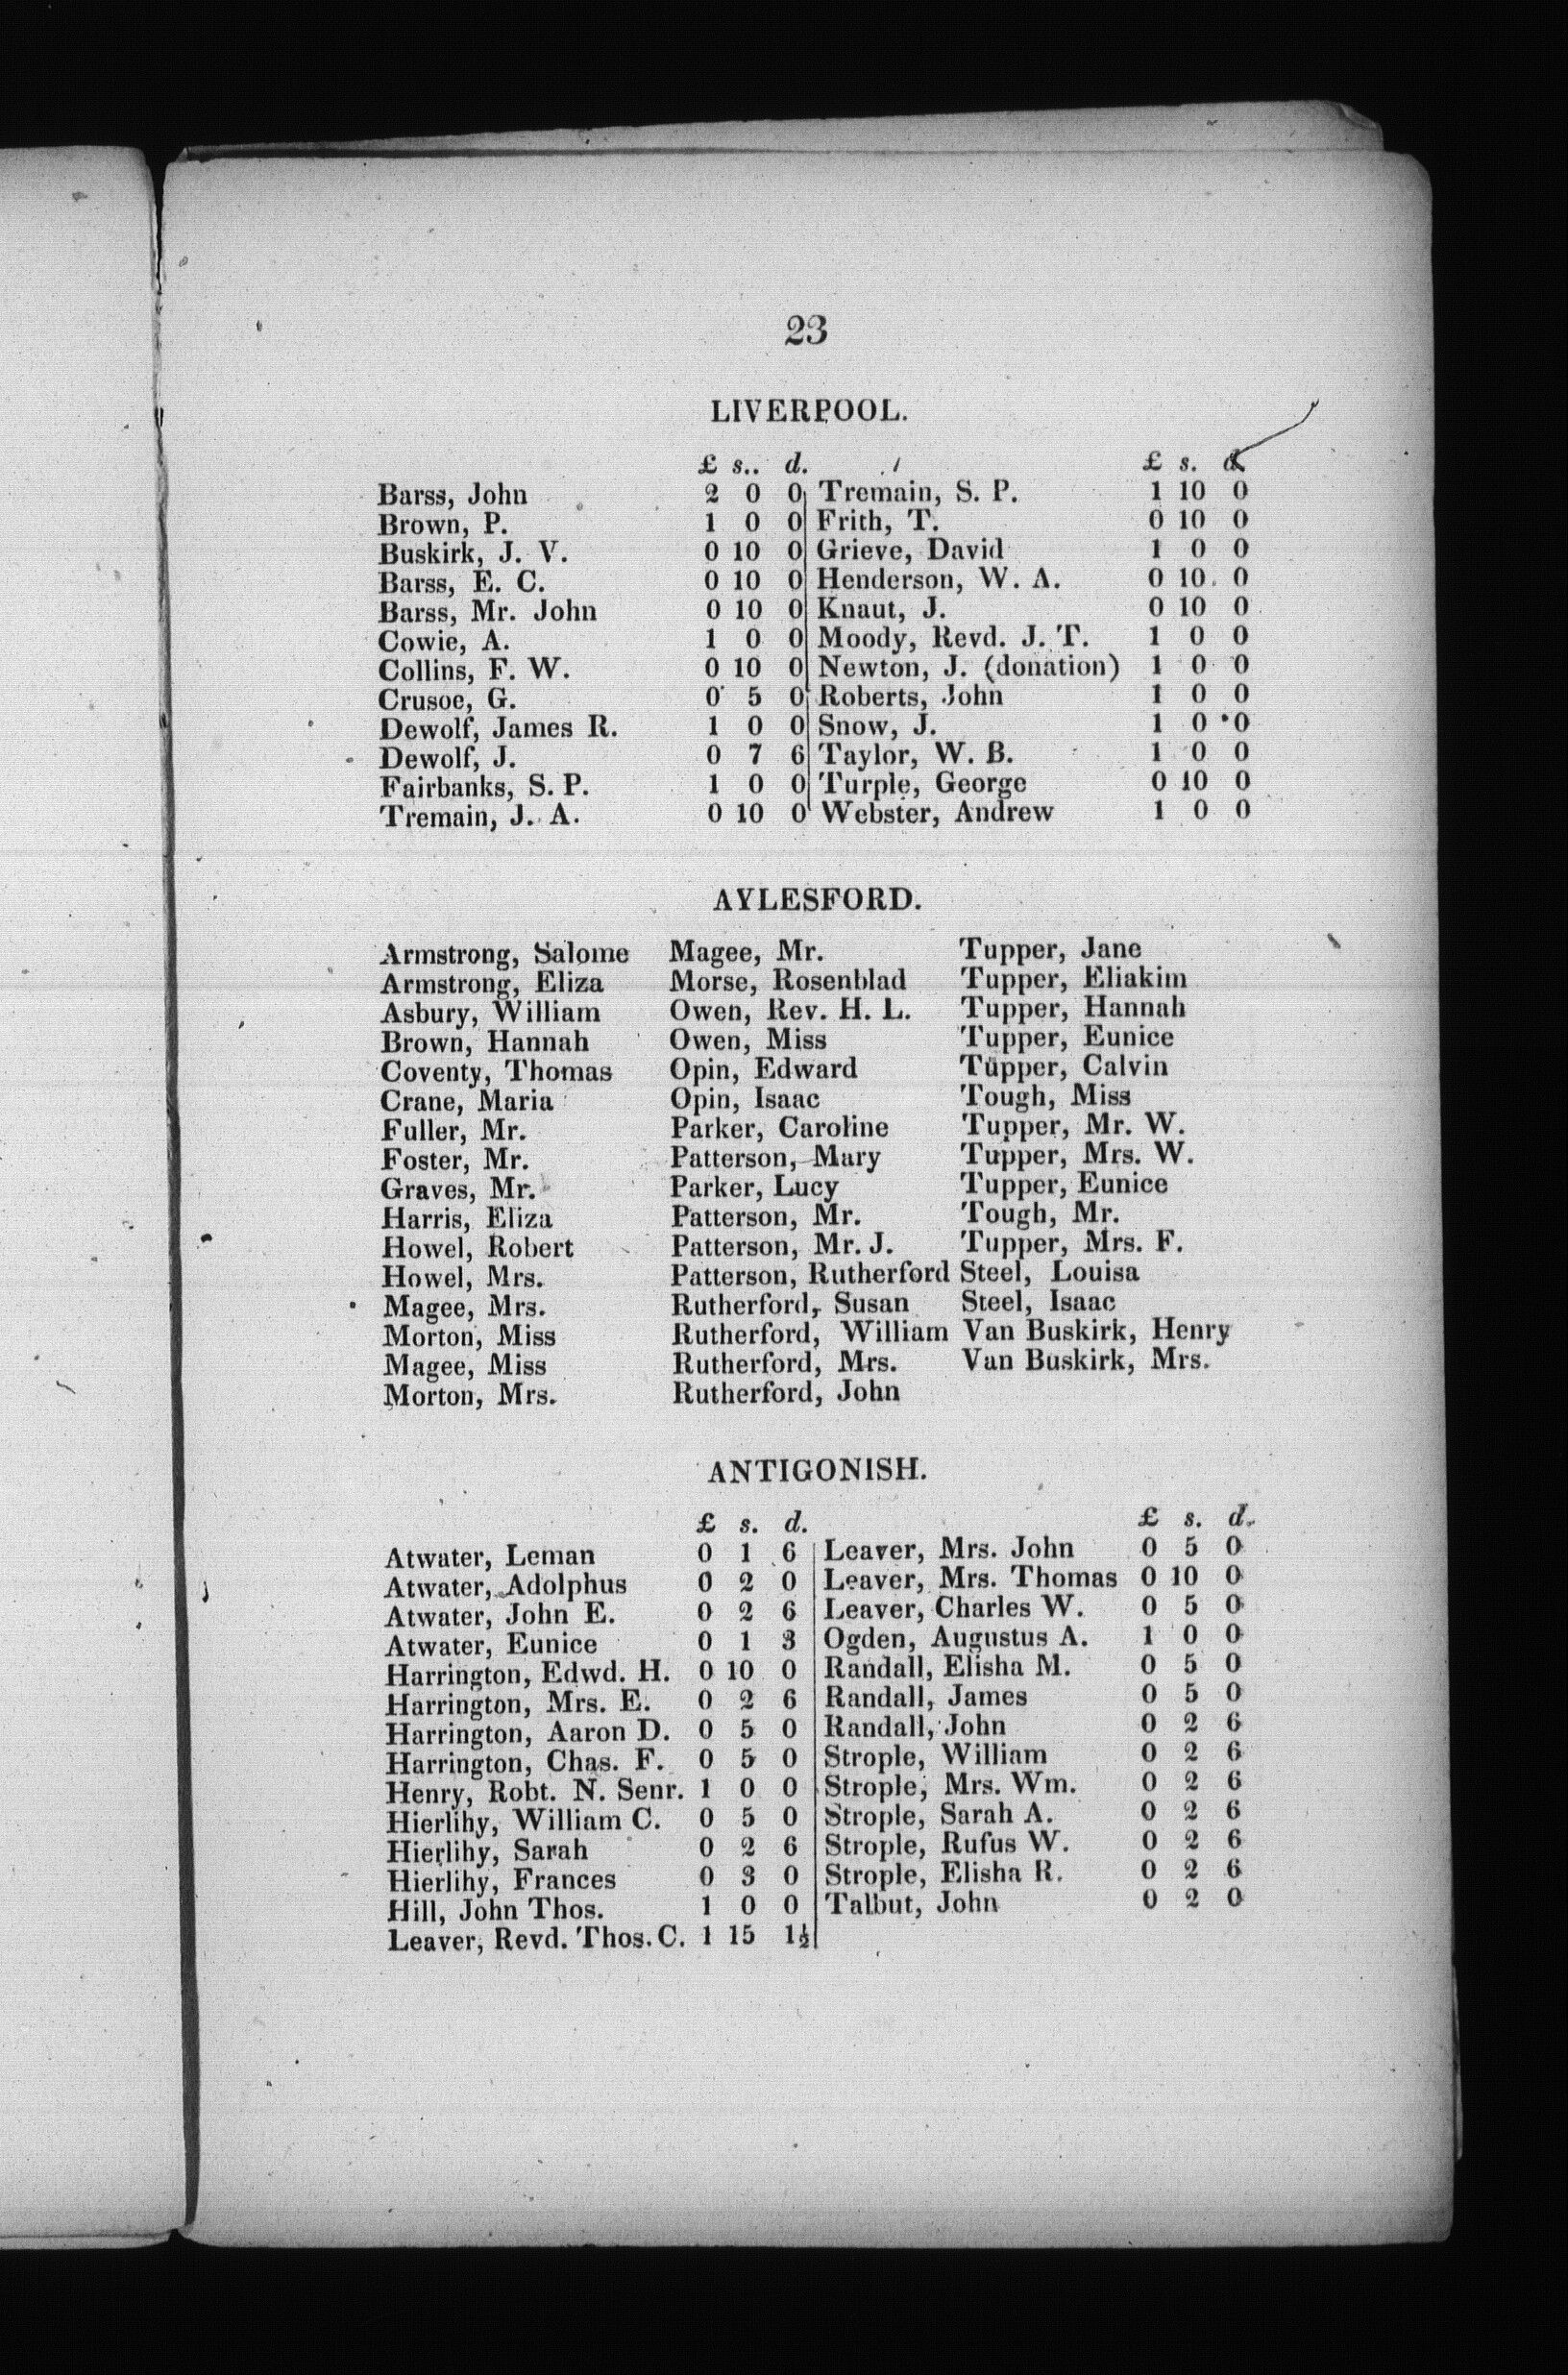 23
LIVERPOOL.
£ s.. d. £ s. d.
Barss, John 2 0 0 Tremain, S. P. 1 10 0
Brown, P. 1 0 0 Frith, T. 0 10 0
Buskirk, J. V. 0 10 0 Grieve, David 1 0 0
Barss, E. C. 0 10 0 Henderson, W. A. 0 10 0
Barss, Mr. John 0 10 0 Knaut, J. 0 10 0
Cowie, A. 1 0 0 Moody, Revd. J. T. 1 0 0
Collins, F. W. 0 10 0 Newton, J. (donation) 1 0 0
Crusoe, G. 0 5 0 Roberts, John 1 0 0
Dewolf, James R. 1 0 0 Snow, J. 1 0 0
Dewolf, J. 0 7 6 Taylor, W. B. 1 0 0
Fairbanks, S. P. 1 0 0 Turple, George 0 10 0
Tremain, J. A. 0 10 0 Webster, Andrew 1 0 0
AYLESFORD.
Armstrong, Salome Magee, Mr. Tupper, Jane
Armstrong, Eliza Morse, Rosenblad Tupper, Eliakim
Asbury, William Owen, Rev. H. L. Tupper, Hannah
Brown, Hannah Owen, Miss Tupper, Eunice
Coventy, Thomas Opin, Edward Tupper, Calvin
Crane, Maria Opin, Isaac Tough, Miss
Fuller, Mr. Parker, Caroline Tupper, Mr. W.
Foster, Mr. Patterson, Mary Tupper, Mrs. W.
Graves, Mr. Parker, Lucy Tupper, Eunice
Harris, Eliza Patterson, Mr. Tough, Mr.
Howel, Robert Patterson, Mr. J. Tupper, Mrs. F.
Howel, Mrs. Patterson, Rutherford Steel, Louisa
Magee, Mrs. Rutherford, Susan Steel, Isaac
Morton, Miss Rutherford, William Van Buskirk, Henry
Magee, Miss Rutherford, Mrs. Van Buskirk, Mrs.
Morton, Mrs. Rutherford, John
ANTIGONISH.
£ s. d. £ s. d.
Atwater, Leman 0 1 6 Leaver, Mrs. John 0 5 0
Atwater, Adolphus 0 2 0 Leaver, Mrs. Thomas 0 10 0
Atwater, John E. 0 2 6 Leaver, Charles W. 0 5 0
Atwater, Eunice 0 1 3 Ogden, Augustus A. 1 0 0
Harrington, Edwd. H. 0 10 0 Randall, Elisha M. 0 5 0
Harrington, Mrs. E. 0 2 6 Randall, James 0 5 0
Harrington, Aaron D. 0 5 0 Randall, John 0 2 6
Harrington, Chas. F. 0 5 0 Strople, William 0 2 6
Henry, Robt. N. Senr. 1 0 0 Strople, Mrs. Wm. 0 2 6
Hierlihy, William C. 0 5 0 Strople, Sarah A. 0 2 6
Hierlihy, Sarah 0 2 6 Strople, Rufus W. 0 2 6
Hierlihy, Frances 0 3 0 Strople, Elisha R. 0 2 6
Hill, John Thos. 1 0 0 Talbut, John 0 2 0
Leaver, Revd. Thos. C. 1 15 1½